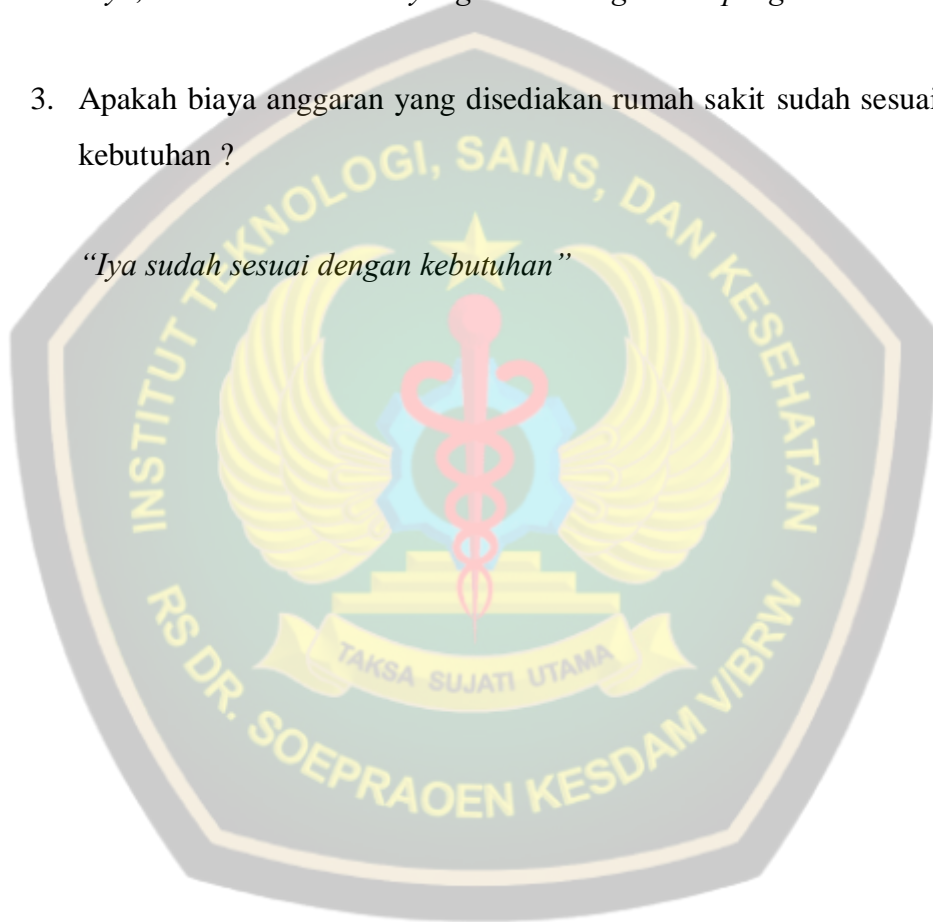 3. Apakah biaya anggaran yang disediakan rumah sakit sudah sesuai
kebutuhan ?
“Iya sudah sesuai dengan kebutuhan”
INSTITUT TEKNOLOGI, SAINS, DAN KESEHATAN
TAKSA SUJATI UTAMA
RS DR. SOEPRAOEN KESDAM V/BRW